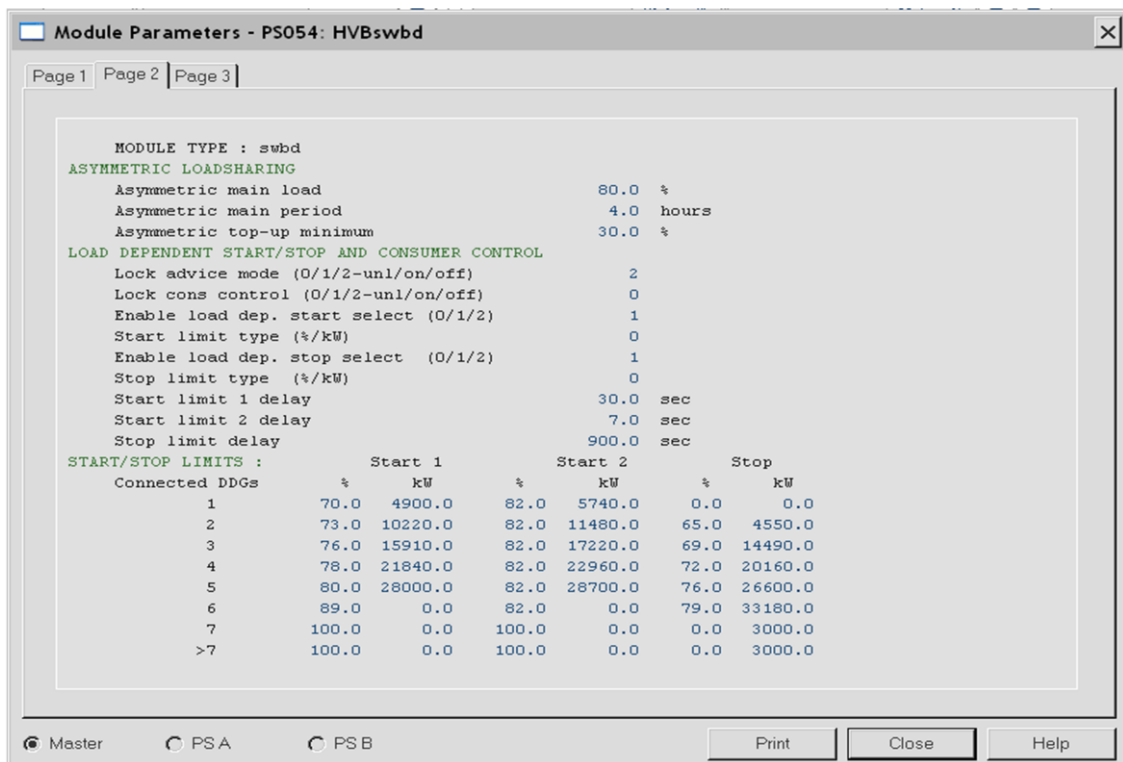 Module Parameters - PS054: HVBswbd
Page 1 Page 2 Page 3
MODULE TYPE : swbd
ASYMMETRIC LOADSHARING
Asymmetric main load 80.0 %
Asymmetric main period 4.0 hours
Asymmetric top-up minimum 30.0 %
LOAD DEPENDENT START/STOP AND CONSUMER CONTROL
Lock advice mode (0/1/2-unl/on/off) 2
Lock cons control (0/1/2-unl/on/off) 0
Enable load dep. start select (0/1/2) 1
Start limit type (%/kW) 0
Enable load dep. stop select (0/1/2) 1
Stop limit type (%/kW) 0
Start limit 1 delay 30.0 sec
Start limit 2 delay 7.0 sec
Stop limit delay 900.0 sec
START/STOP LIMITS : Start 1 Start 2 Stop
Connected DDGs % kW % kW % kW
1 70.0 4900.0 82.0 5740.0 0.0 0.0
2 73.0 10220.0 82.0 11480.0 65.0 4550.0
3 76.0 15910.0 82.0 17220.0 69.0 14490.0
4 78.0 21840.0 82.0 22960.0 72.0 20160.0
5 80.0 28000.0 82.0 28700.0 76.0 26600.0
6 89.0 0.0 82.0 0.0 79.0 33180.0
7 100.0 0.0 100.0 0.0 0.0 3000.0
>7 100.0 0.0 100.0 0.0 0.0 3000.0
Master PS A PS B Print Close Help